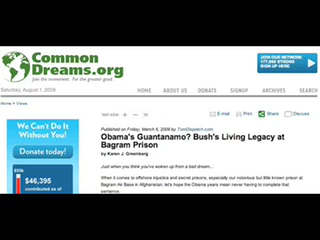 Common
Dreams.org
Join the movement. For the greater good.
JOIN OUR NETWORK
SIGN UP HERE
Saturday, August 1, 2009
HOME
ABOUT US
DONATE
SIGN UP
ARCHIVES
Home » Views
We Can't Do It
Without You!
Donate today!
$50k
$46,395
contributed as of
text size
E-mail
Print
Share
Published on Friday, March 6, 2009 by TomDispatch.com
Obama's Guantanamo? Bush's Living Legacy at
Bagram Prison
by Karen J. Greenberg
Just when you think you've woken up from a bad dream...
When it comes to offshore injustice and secret prisons, especially our notorious but little known prison at
Bagram Air Base in Afghanistan, let's hope the Obama years mean never having to complete that
sentence.